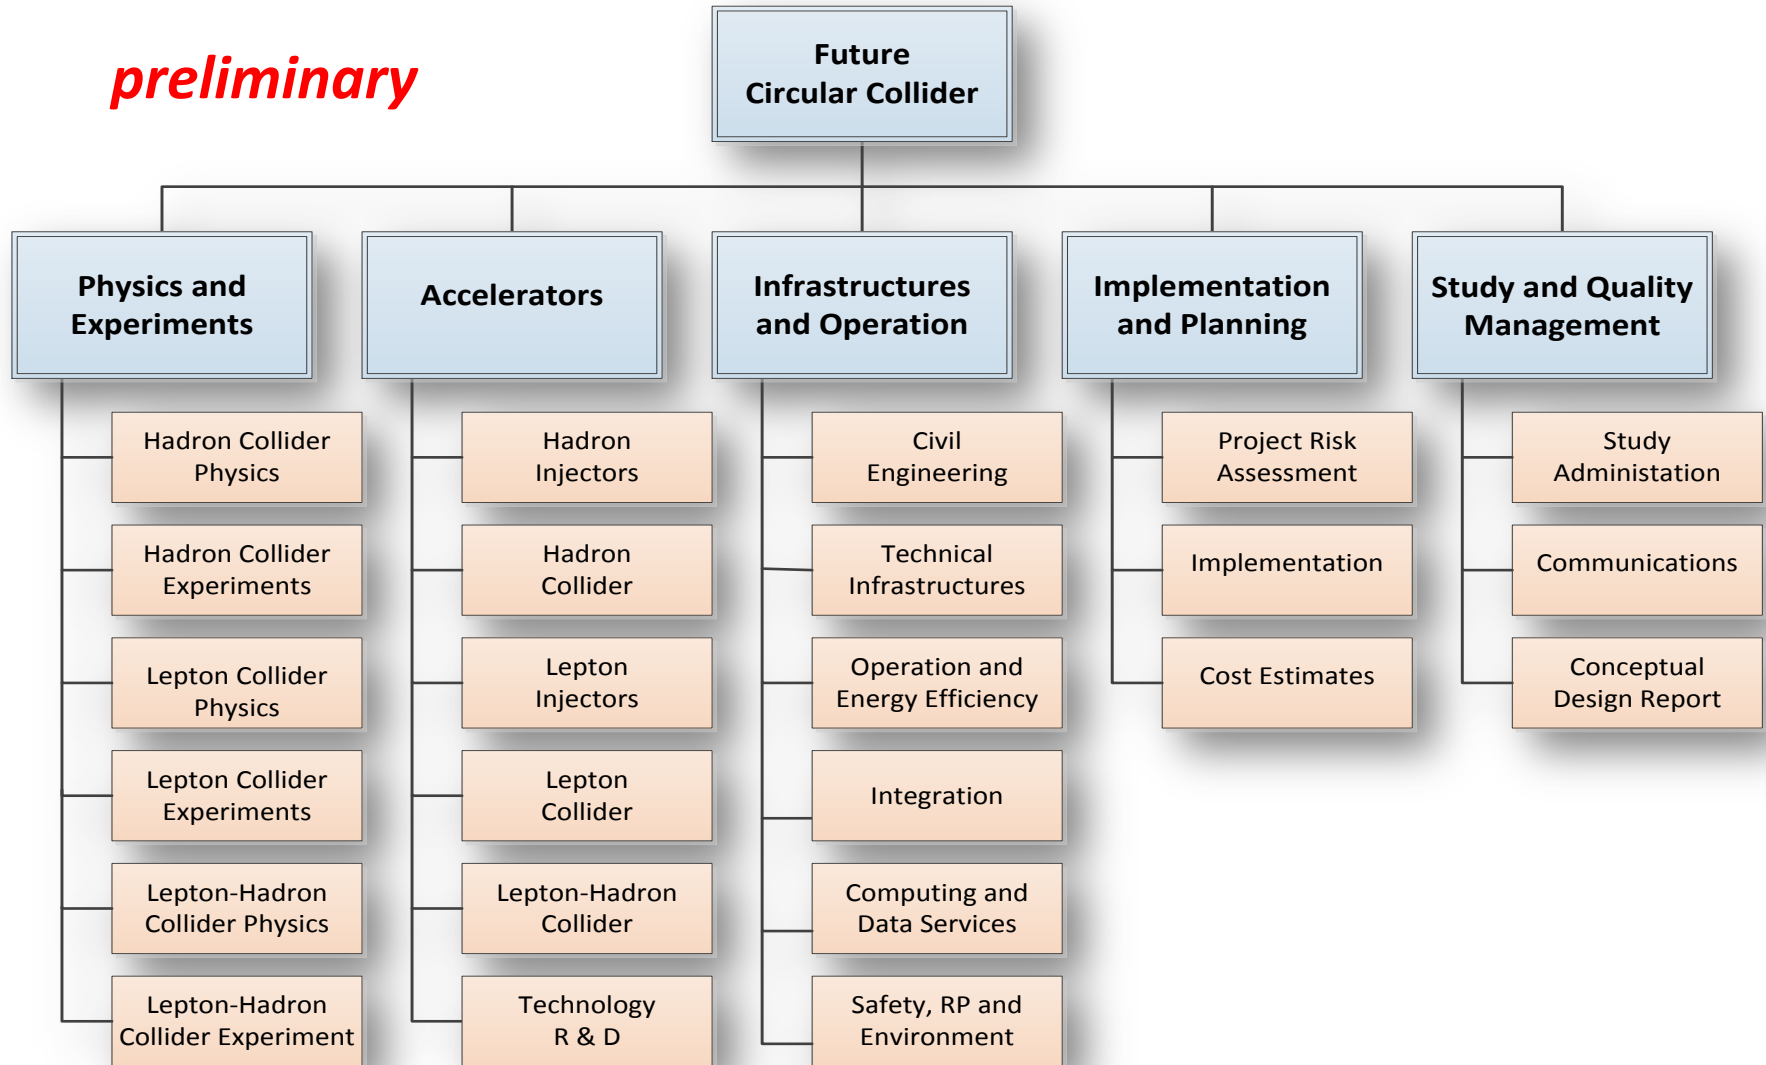 preliminary
Future
Circular Collider
Physics and
Experiments
Accelerators
Infrastructures
and Operation
Implementation
and Planning
Study and Quality
Management
Hadron Collider
Physics
Hadron Collider
Experiments
Lepton Collider
Physics
Lepton Collider
Experiments
Lepton-Hadron
Collider Physics
Lepton-Hadron
Collider Experiment
Hadron
Injectors
Hadron
Collider
Lepton
Injectors
Lepton
Collider
Lepton-Hadron
Collider
Technology
R & D
Civil
Engineering
Technical
Infrastructures
Operation and
Energy Efficiency
Integration
Computing and
Data Services
Safety, RP and
Environment
Project Risk
Assessment
Implementation
Cost Estimates
Study
Administation
Communications
Conceptual
Design Report